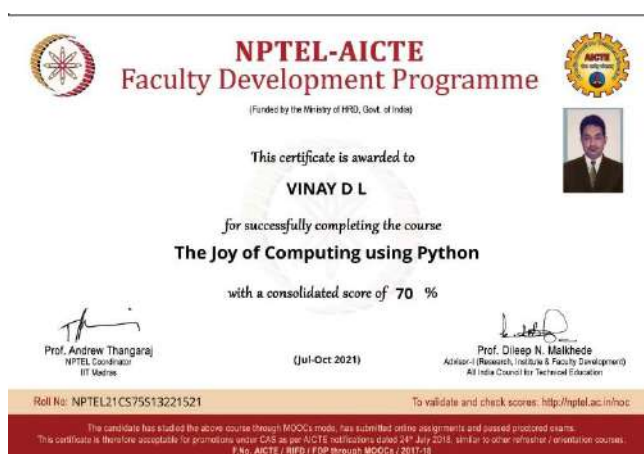 NPTEL-AICTE
Faculty Development Programme
(Funded by the Ministry of HRD, Govt. of India)
AICTE
This certificate is awarded to
VINAY D L
for successfully completing the course
The Joy of Computing using Python
with a consolidated score of 70 %
Prof. Andrew Thangaraj
NPTEL Coordinator
IIT Madras
(Jul-Oct 2021)
Prof. Dileep N. Malkhede
Advisor-I (Research, Institute & Faculty Development)
All India Council for Technical Education
Roll No: NPTEL21CS75S13221521
To validate and check scores: http://nptel.ac.in/noc
The candidate has studied the above course through MOOCs mode, has submitted online assignments and passed proctored exams.
This certificate is therefore acceptable for promotions under CAS as per AICTE notifications dated 24th July 2018, similar to other refresher / orientation courses.
F.No. AICTE / RIFD / FDP through MOOCs / 2017-18